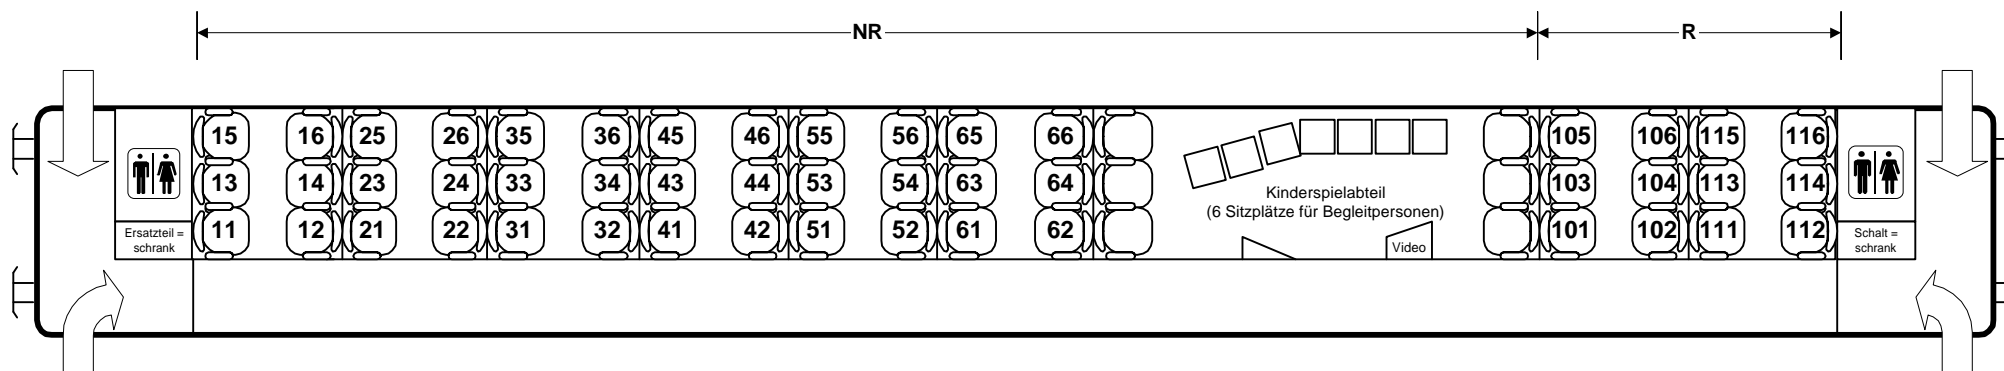 NR R
15 16 25 26 35 36 45 46 55 56 65 66 105 106 115 116
13 14 23 24 33 34 43 44 53 54 63 64 103 104 113 114
Kinderspielabteil
(6 Sitzplätze für Begleitpersonen)
11 12 21 22 31 32 41 42 51 52 61 62 101 102 111 112
Ersatzteil =
schrank
Video
Schalt =
schrank